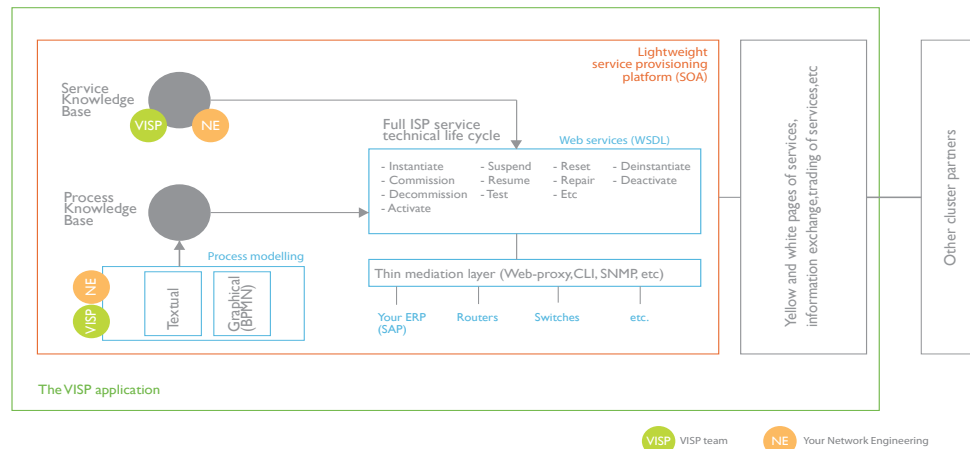 Lightweight
service provisioning
platform (SOA)
Service
Knowledge
Base
VISP
NE
Full ISP service
technical life cycle
Web services (WSDL)
- Instantiate
- Commission
- Decommission
- Activate
- Suspend
- Resume
- Test
- Reset
- Repair
- Etc
- Deinstantiate
- Deactivate
Process
Knowledge
Base
Process modelling
NE
VISP
Textual
Graphical
(BPMN)
Thin mediation layer (Web-proxy,CLI, SNMP, etc)
Your ERP
(SAP)
Routers
Switches
etc.
Yellow and white pages of services,
information exchange,trading of services,etc
Other cluster partners
The VISP application
VISP VISP team
NE Your Network Engineering